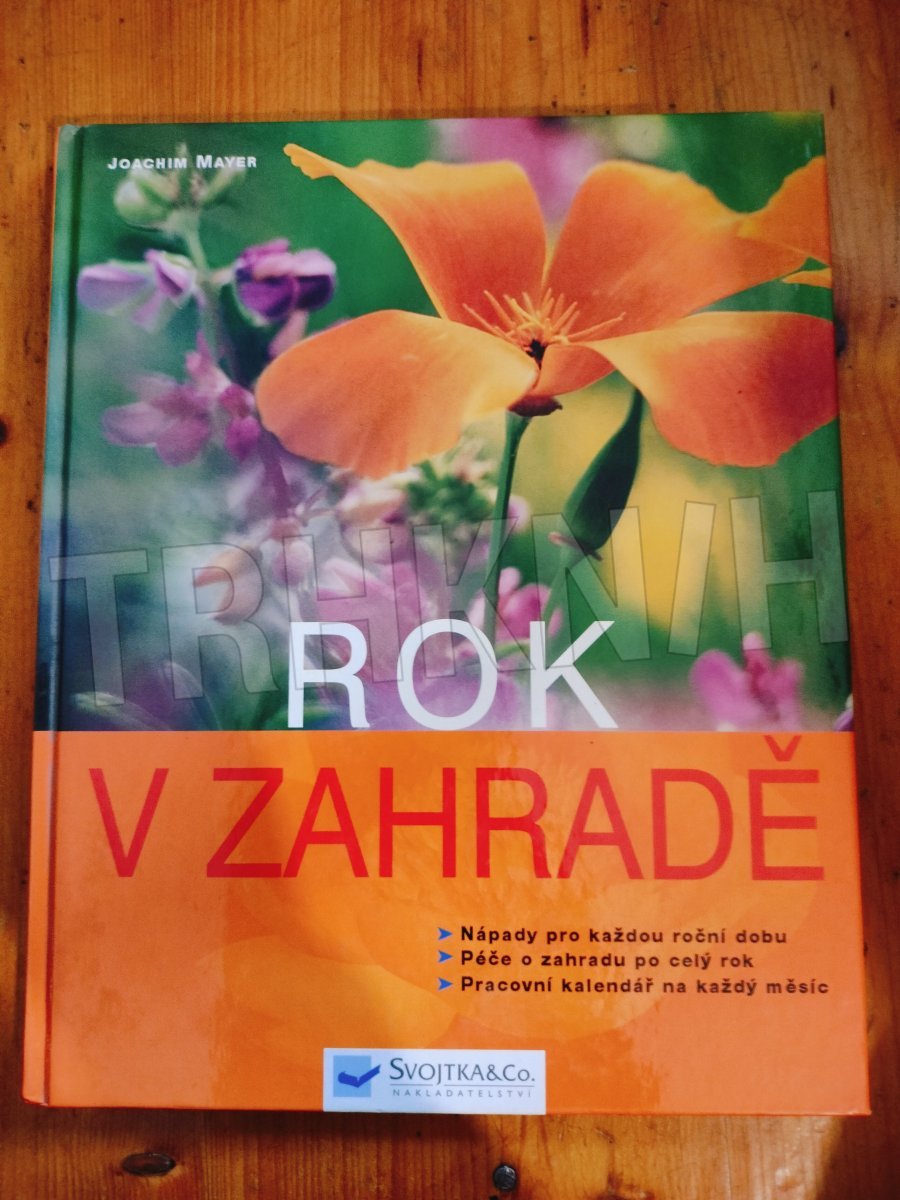 JOACHIM MAYER
TRHKNIH
ROK
V ZAHRADĚ
➤ Nápady pro každou roční dobu
➤ Péče o zahradu po celý rok
➤ Pracovní kalendář na každý měsíc
SVOJTKA&CO.
NAKLADATELSTVÍ